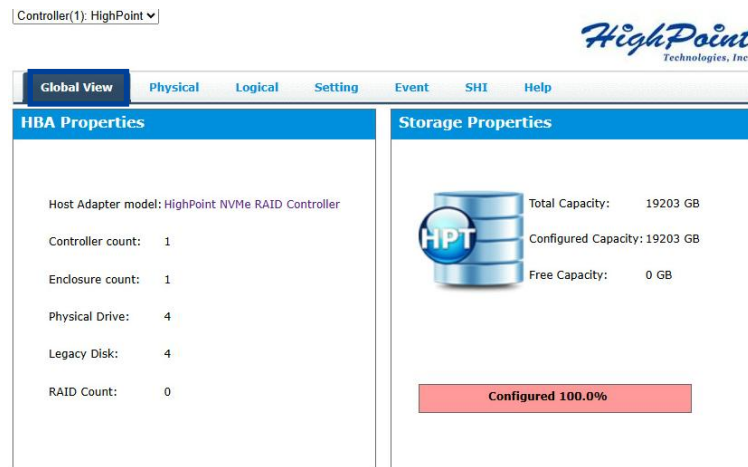 Controller(1): HighPoint
HighPoint
Technologies, Inc
Global View Physical Logical Setting Event SHI Help
HBA Properties
Host Adapter model: HighPoint NVMe RAID Controller
Controller count: 1
Enclosure count: 1
Physical Drive: 4
Legacy Disk: 4
RAID Count: 0
Storage Properties
HPT
Total Capacity: 19203 GB
Configured Capacity: 19203 GB
Free Capacity: 0 GB
Configured 100.0%